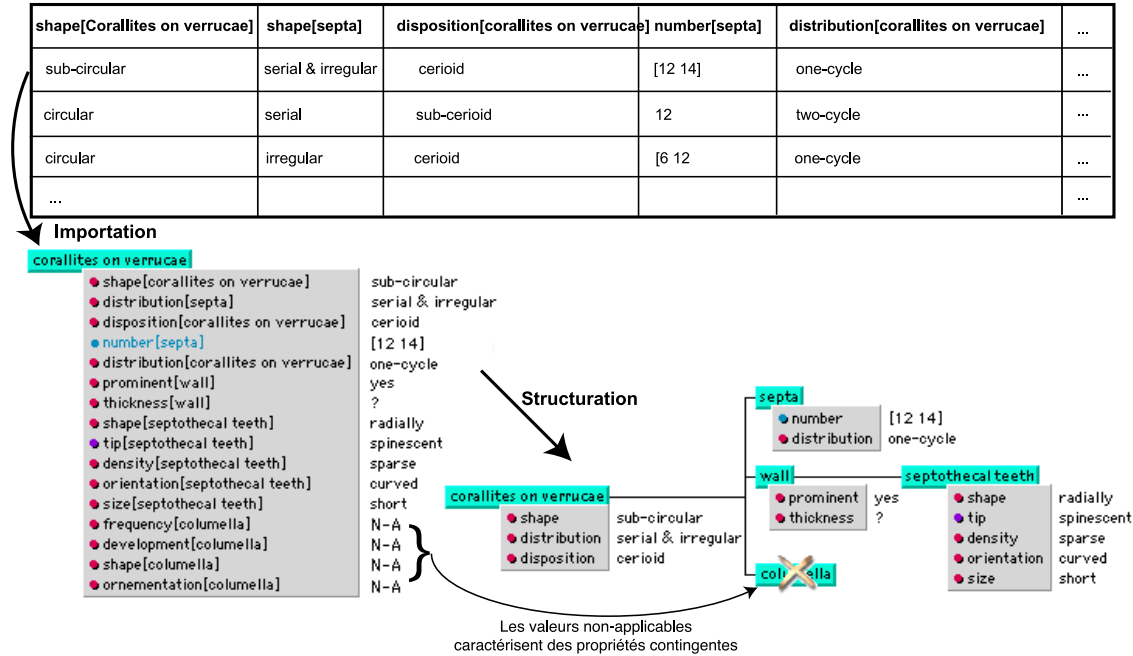 shape[Corallites on verrucae] shape[septa] disposition[corallites on verrucae] number[septa] distribution[corallites on verrucae] ...
sub-circular serial & irregular cerioid [12 14] one-cycle ...
circular serial sub-cerioid 12 two-cycle ...
circular irregular cerioid [6 12 one-cycle ...
... ...
Importation
corallites on verrucae
shape[corallites on verrucae] sub-circular
distribution[septa] serial & irregular
disposition[corallites on verrucae] cerioid
number[septa] [12 14]
distribution[corallites on verrucae] one-cycle
prominent[wall] yes
thickness[wall] ?
shape[septothecal teeth] radially
tip[septothecal teeth] spinescent
density[septothecal teeth] sparse
orientation[septothecal teeth] curved
size[septothecal teeth] short
frequency[columella] N-A
development[columella] N-A
shape[columella] N-A
ornementation[columella] N-A
Structuration
corallites on verrucae
shape sub-circular
distribution serial & irregular
disposition cerioid
septa
number [12 14]
distribution one-cycle
wall
prominent yes
thickness ?
septothecal teeth
shape radially
tip spinescent
density sparse
orientation curved
size short
columella
Les valeurs non-applicables
caractérisent des propriétés contingentes